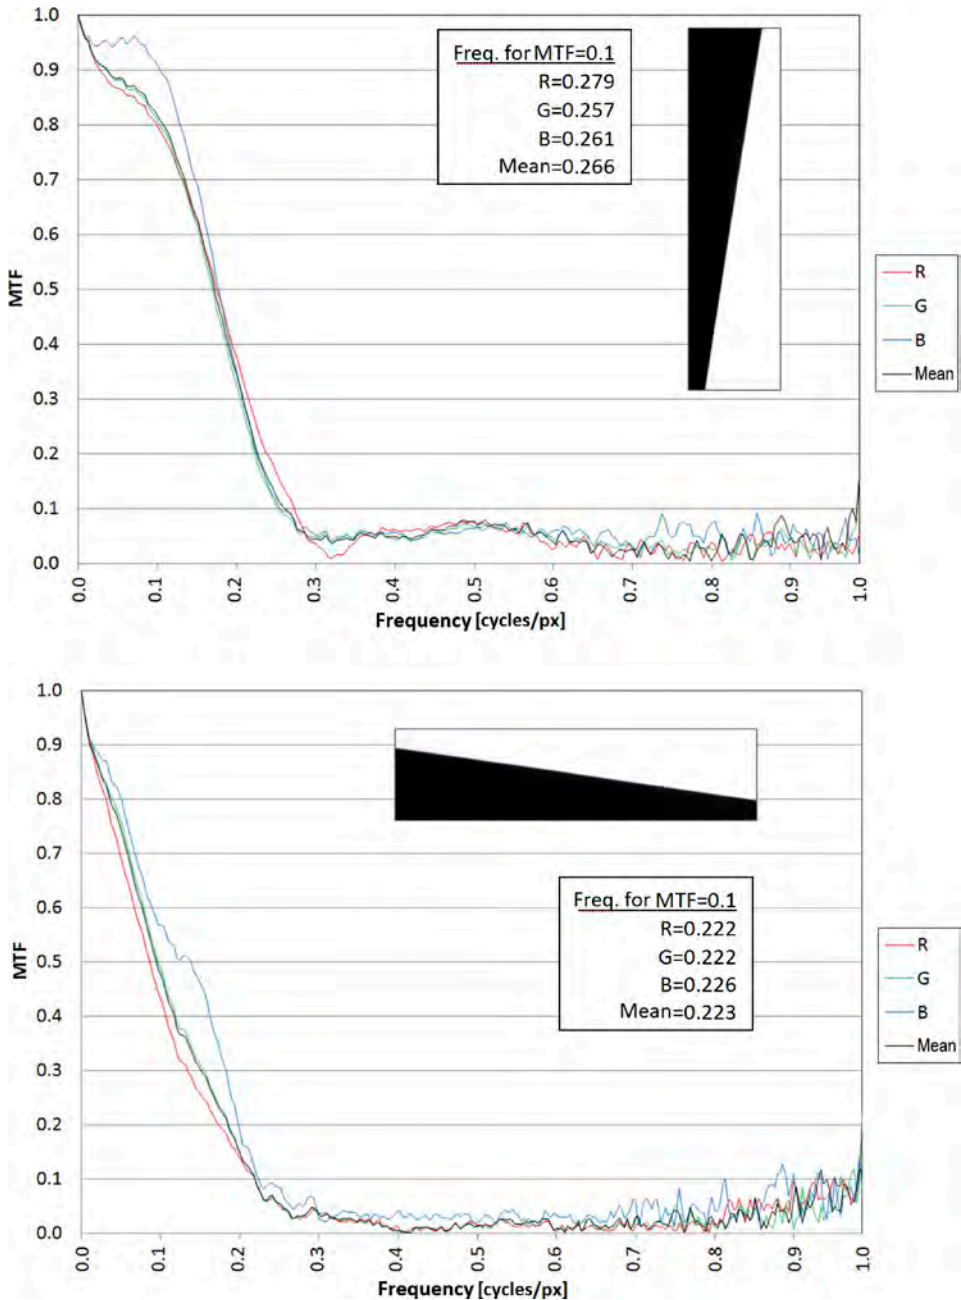 1.0
0.9
0.8
0.7
0.6
0.5
0.4
0.3
0.2
0.1
0.0
MTF
Freq. for MTF=0.1
R=0.279
G=0.257
B=0.261
Mean=0.266
R
G
B
Mean
0.0
0.1
0.2
0.3
0.4
0.5
0.6
0.7
0.8
0.9
1.0
Frequency [cycles/px]
1.0
0.9
0.8
0.7
0.6
0.5
0.4
0.3
0.2
0.1
0.0
MTF
Freq. for MTF=0.1
R=0.222
G=0.222
B=0.226
Mean=0.223
R
G
B
Mean
0.0
0.1
0.2
0.3
0.4
0.5
0.6
0.7
0.8
0.9
1.0
Frequency [cycles/px]